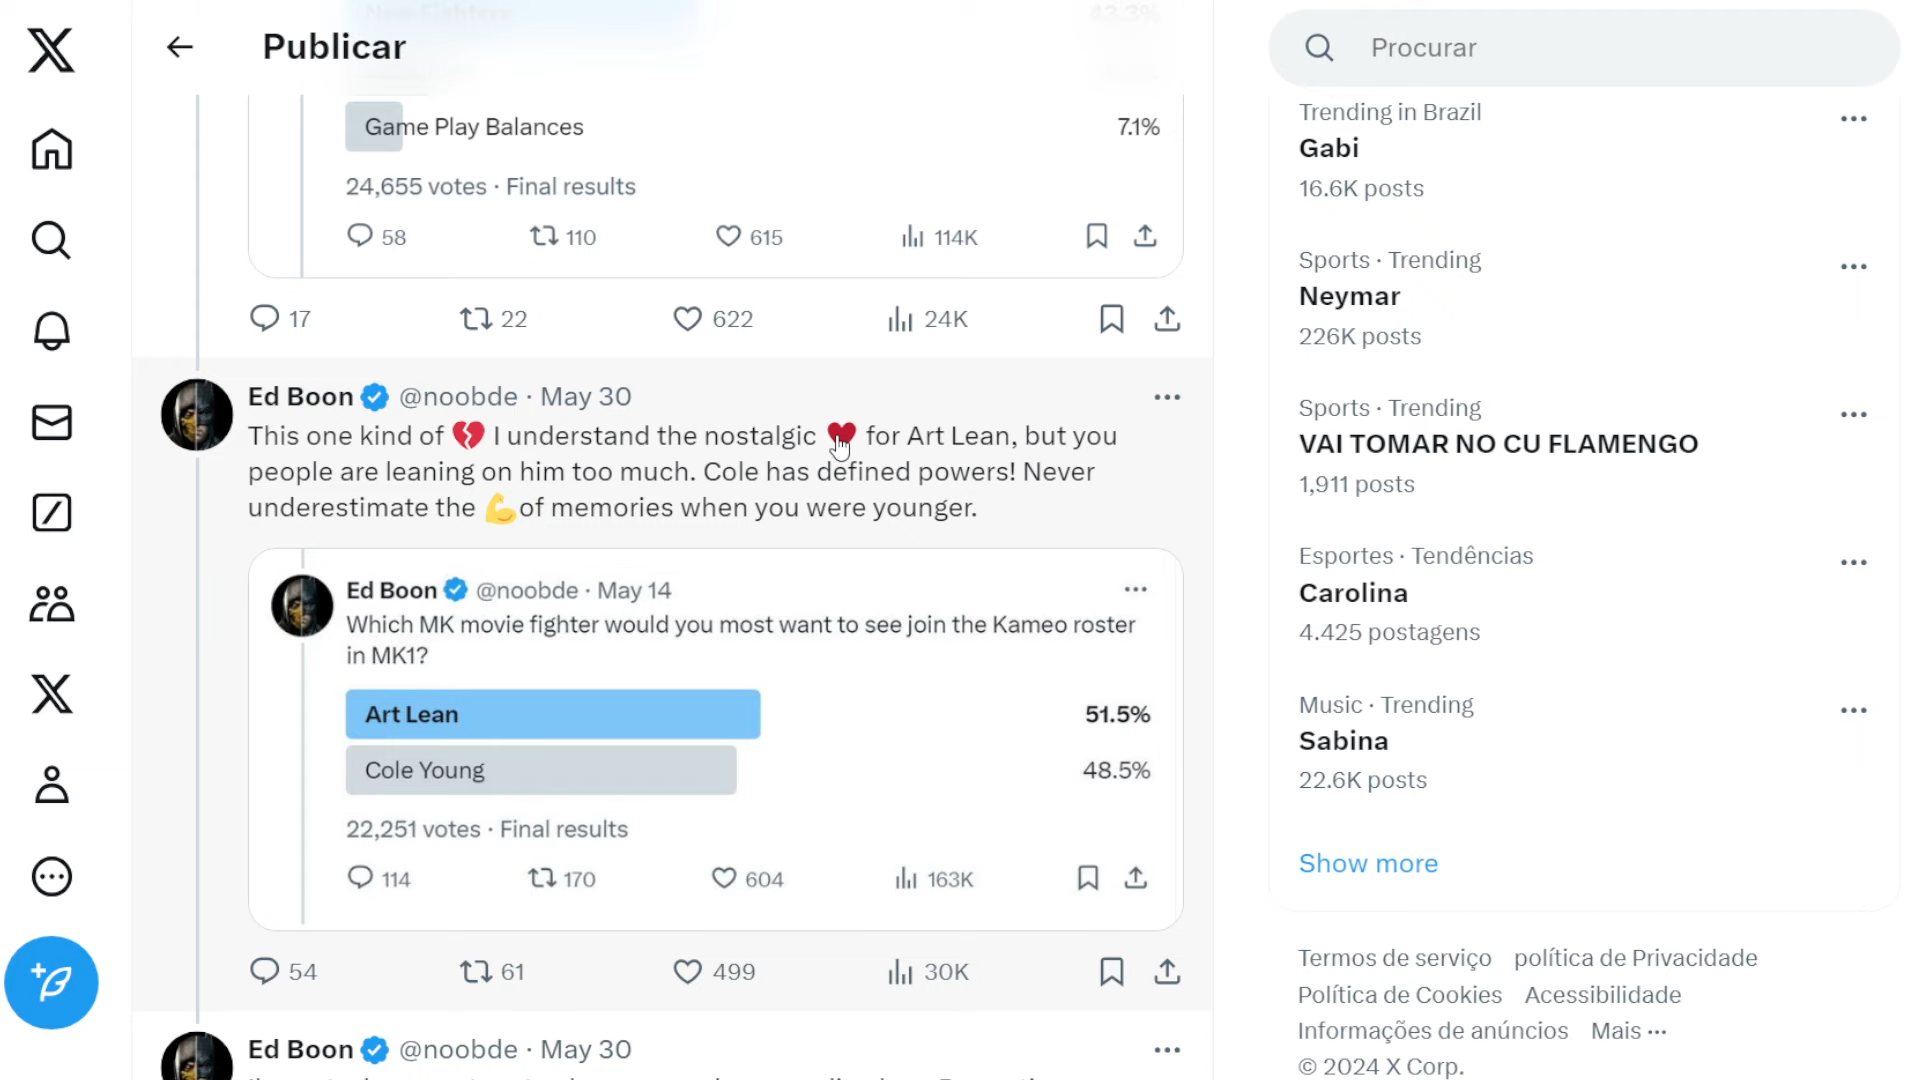 Publicar
New Fighters 43.3%
Game Play Balances 7.1%
24,655 votes · Final results
58 110 615 114K
17 22 622 24K
Ed Boon @noobde · May 30
This one kind of 💔 I understand the nostalgic ♥️ for Art Lean, but you
people are leaning on him too much. Cole has defined powers! Never
underestimate the 💪of memories when you were younger.
Ed Boon @noobde · May 14
Which MK movie fighter would you most want to see join the Kameo roster
in MK1?
Art Lean 51.5%
Cole Young 48.5%
22,251 votes · Final results
114 170 604 163K
54 61 499 30K
Ed Boon @noobde · May 30
Procurar
Trending in Brazil
Gabi
16.6K posts
Sports · Trending
Neymar
226K posts
Sports · Trending
VAI TOMAR NO CU FLAMENGO
1,911 posts
Esportes · Tendências
Carolina
4.425 postagens
Music · Trending
Sabina
22.6K posts
Show more
Termos de serviço política de Privacidade
Política de Cookies Acessibilidade
Informações de anúncios Mais ···
© 2024 X Corp.